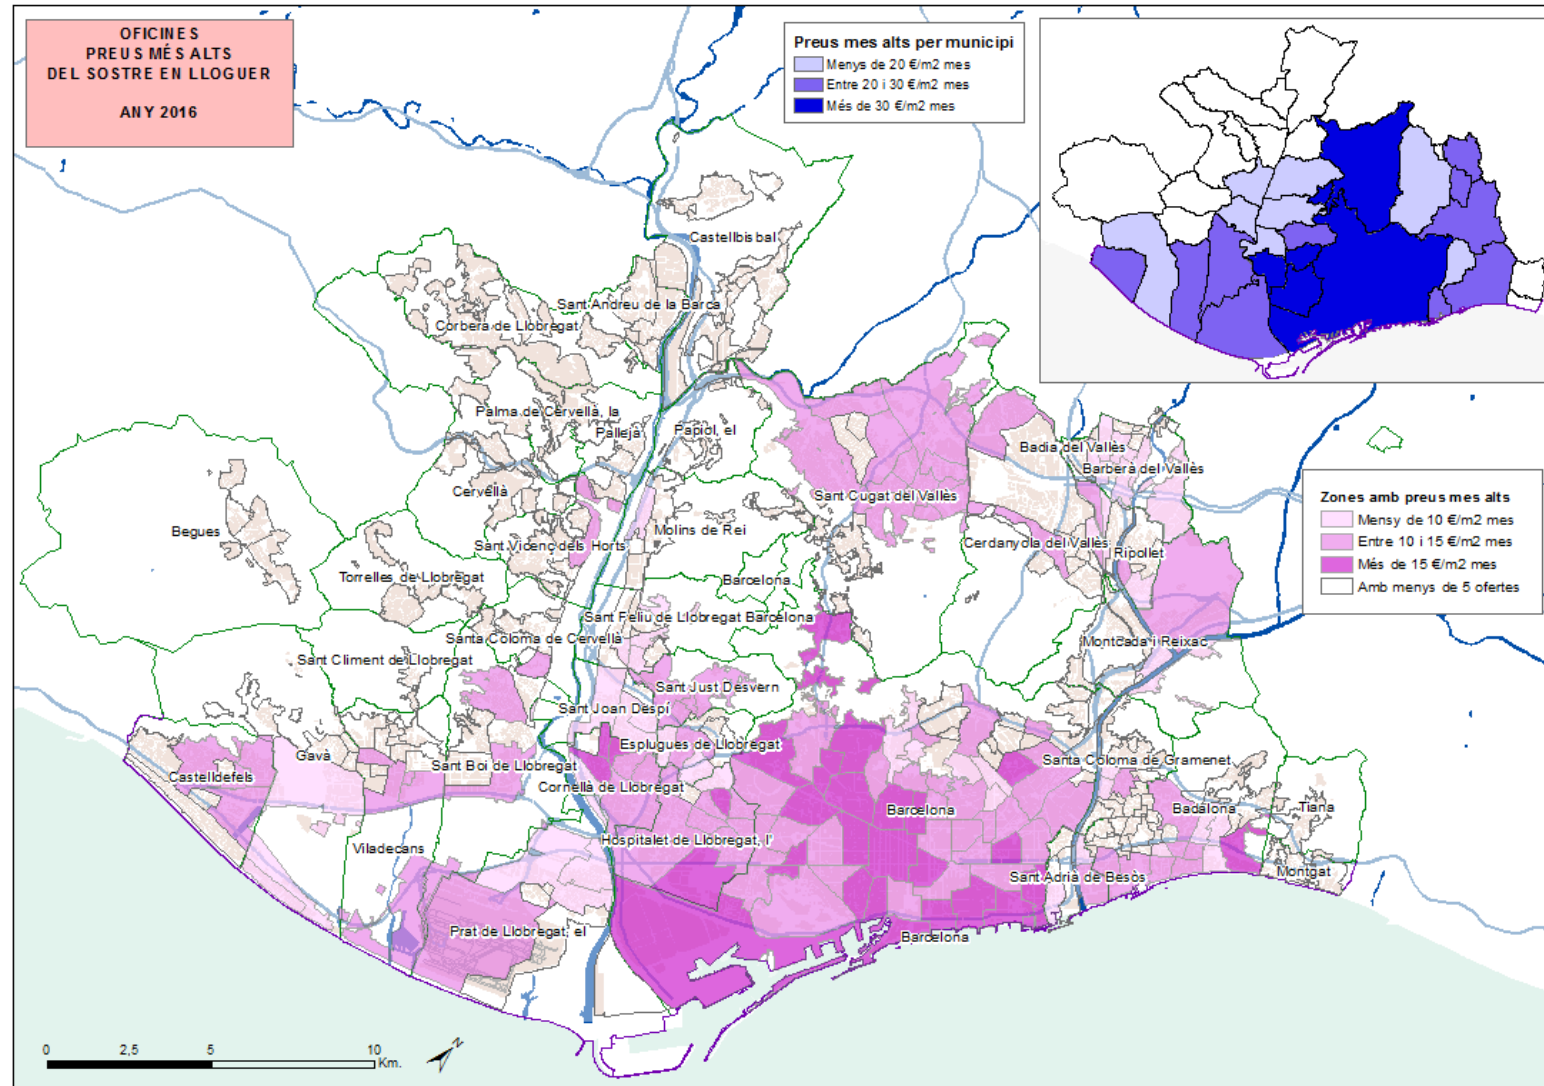 OFICINES
PREUS MÉS ALTS
DEL SOSTRE EN LLOGUER
ANY 2016
Preus mes alts per municipi
Menys de 20 €/m2 mes
Entre 20 i 30 €/m2 mes
Més de 30 €/m2 mes
Castellbisbal
Sant Andreu de la Barca
Corbera de Llobregat
Palma de Cervellà, la
Pallejà
Papiol, el
Badia del Vallès
Barberà del Vallès
Cervellà
Sant Cugat del Vallès
Begues
Molins de Rei
Sant Vicenç dels Horts
Cerdanyola del Vallès
Ripollet
Torrelles de Llobregat
Barcelona
Sant Feliu de Llobregat
Barcelona
Santa Coloma de Cervellà
Montcada i Reixac
Sant Climent de Llobregat
Sant Just Desvern
Sant Joan Despí
Esplugues de Llobregat
Gavà
Sant Boi de Llobregat
Santa Coloma de Gramenet
Castelldefels
Cornellà de Llobregat
Barcelona
Badalona
Tiana
Viladecans
Hospitalet de Llobregat, l'
Sant Adrià de Besòs
Montgat
Prat de Llobregat, el
Barcelona
Zones amb preus mes alts
Mensy de 10 €/m2 mes
Entre 10 i 15 €/m2 mes
Més de 15 €/m2 mes
Amb menys de 5 ofertes
0 2,5 5 10
Km.
N